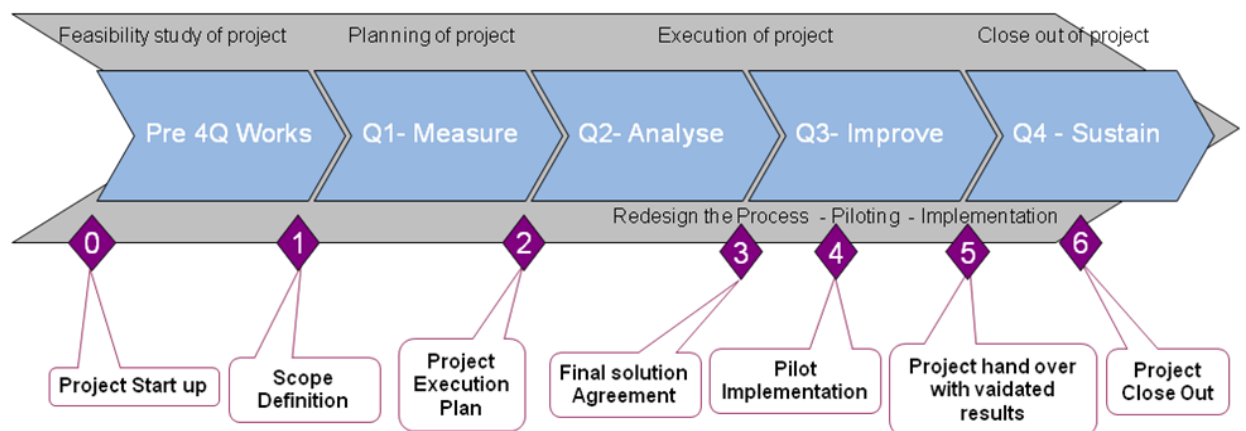 Feasibility study of project
Planning of project
Execution of project
Close out of project
Pre 4Q Works
Q1- Measure
Q2- Analyse
Q3- Improve
Q4 - Sustain
Redesign the Process - Piloting - Implementation
0
1
2
3
4
5
6
Project Start up
Scope
Definition
Project
Execution
Plan
Final solution
Agreement
Pilot
Implementation
Project hand over
with vaidated
results
Project
Close Out